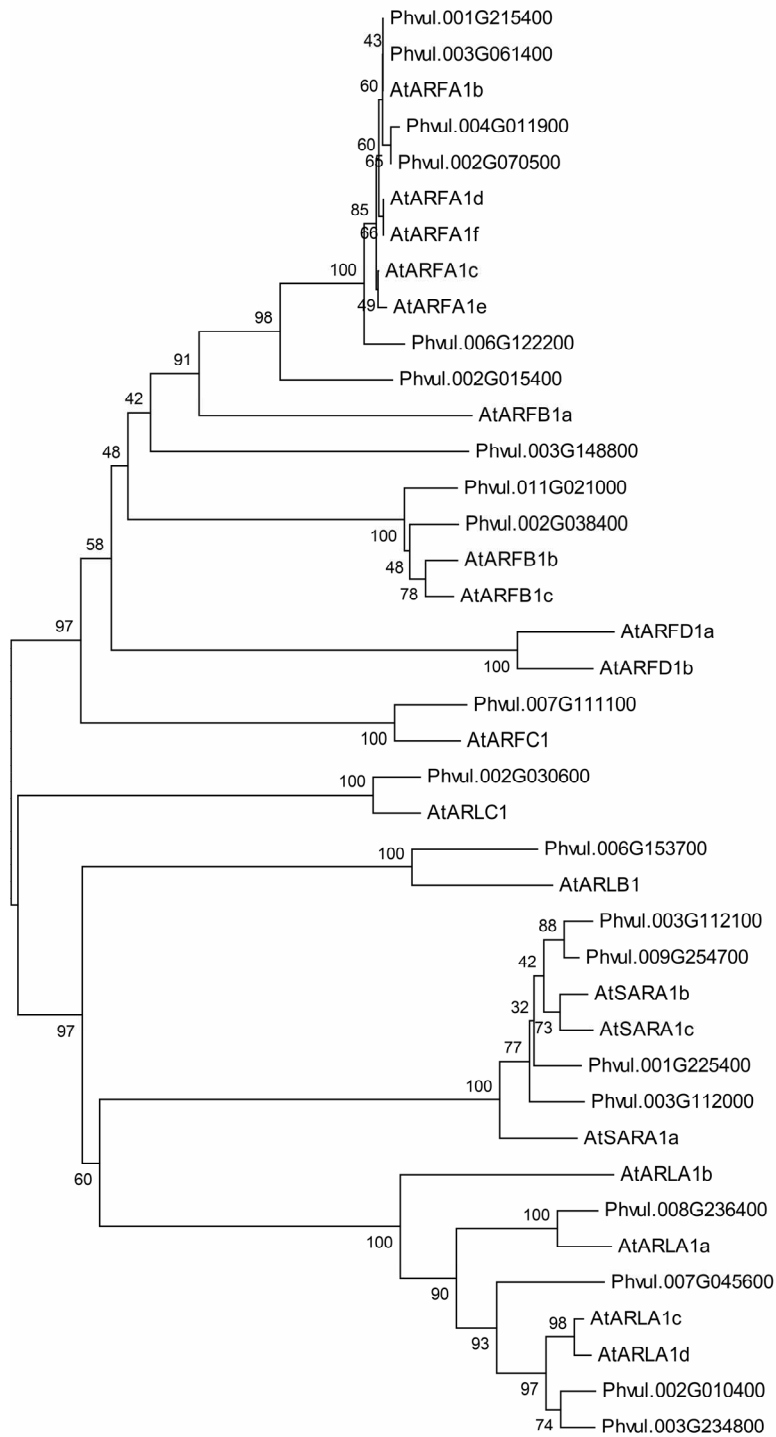 Phvul.001G215400
43
Phvul.003G061400
60
AtARFA1b
Phvul.004G011900
60
65
Phvul.002G070500
AtARFA1d
85
66
AtARFA1f
100
AtARFA1c
49
AtARFA1e
98
Phvul.006G122200
91
Phvul.002G015400
42
AtARFB1a
48
Phvul.003G148800
Phvul.011G021000
Phvul.002G038400
100
58
48
AtARFB1b
78
AtARFB1c
97
AtARFD1a
100
AtARFD1b
Phvul.007G111100
100
AtARFC1
100
Phvul.002G030600
AtARLC1
100
Phvul.006G153700
AtARLB1
88
Phvul.003G112100
42
Phvul.009G254700
AtSARA1b
32
73
AtSARA1c
97
77
Phvul.001G225400
100
Phvul.003G112000
AtSARA1a
60
AtARLA1b
100
Phvul.008G236400
100
AtARLA1a
90
Phvul.007G045600
98
AtARLA1c
93
AtARLA1d
97
Phvul.002G010400
74
Phvul.003G234800